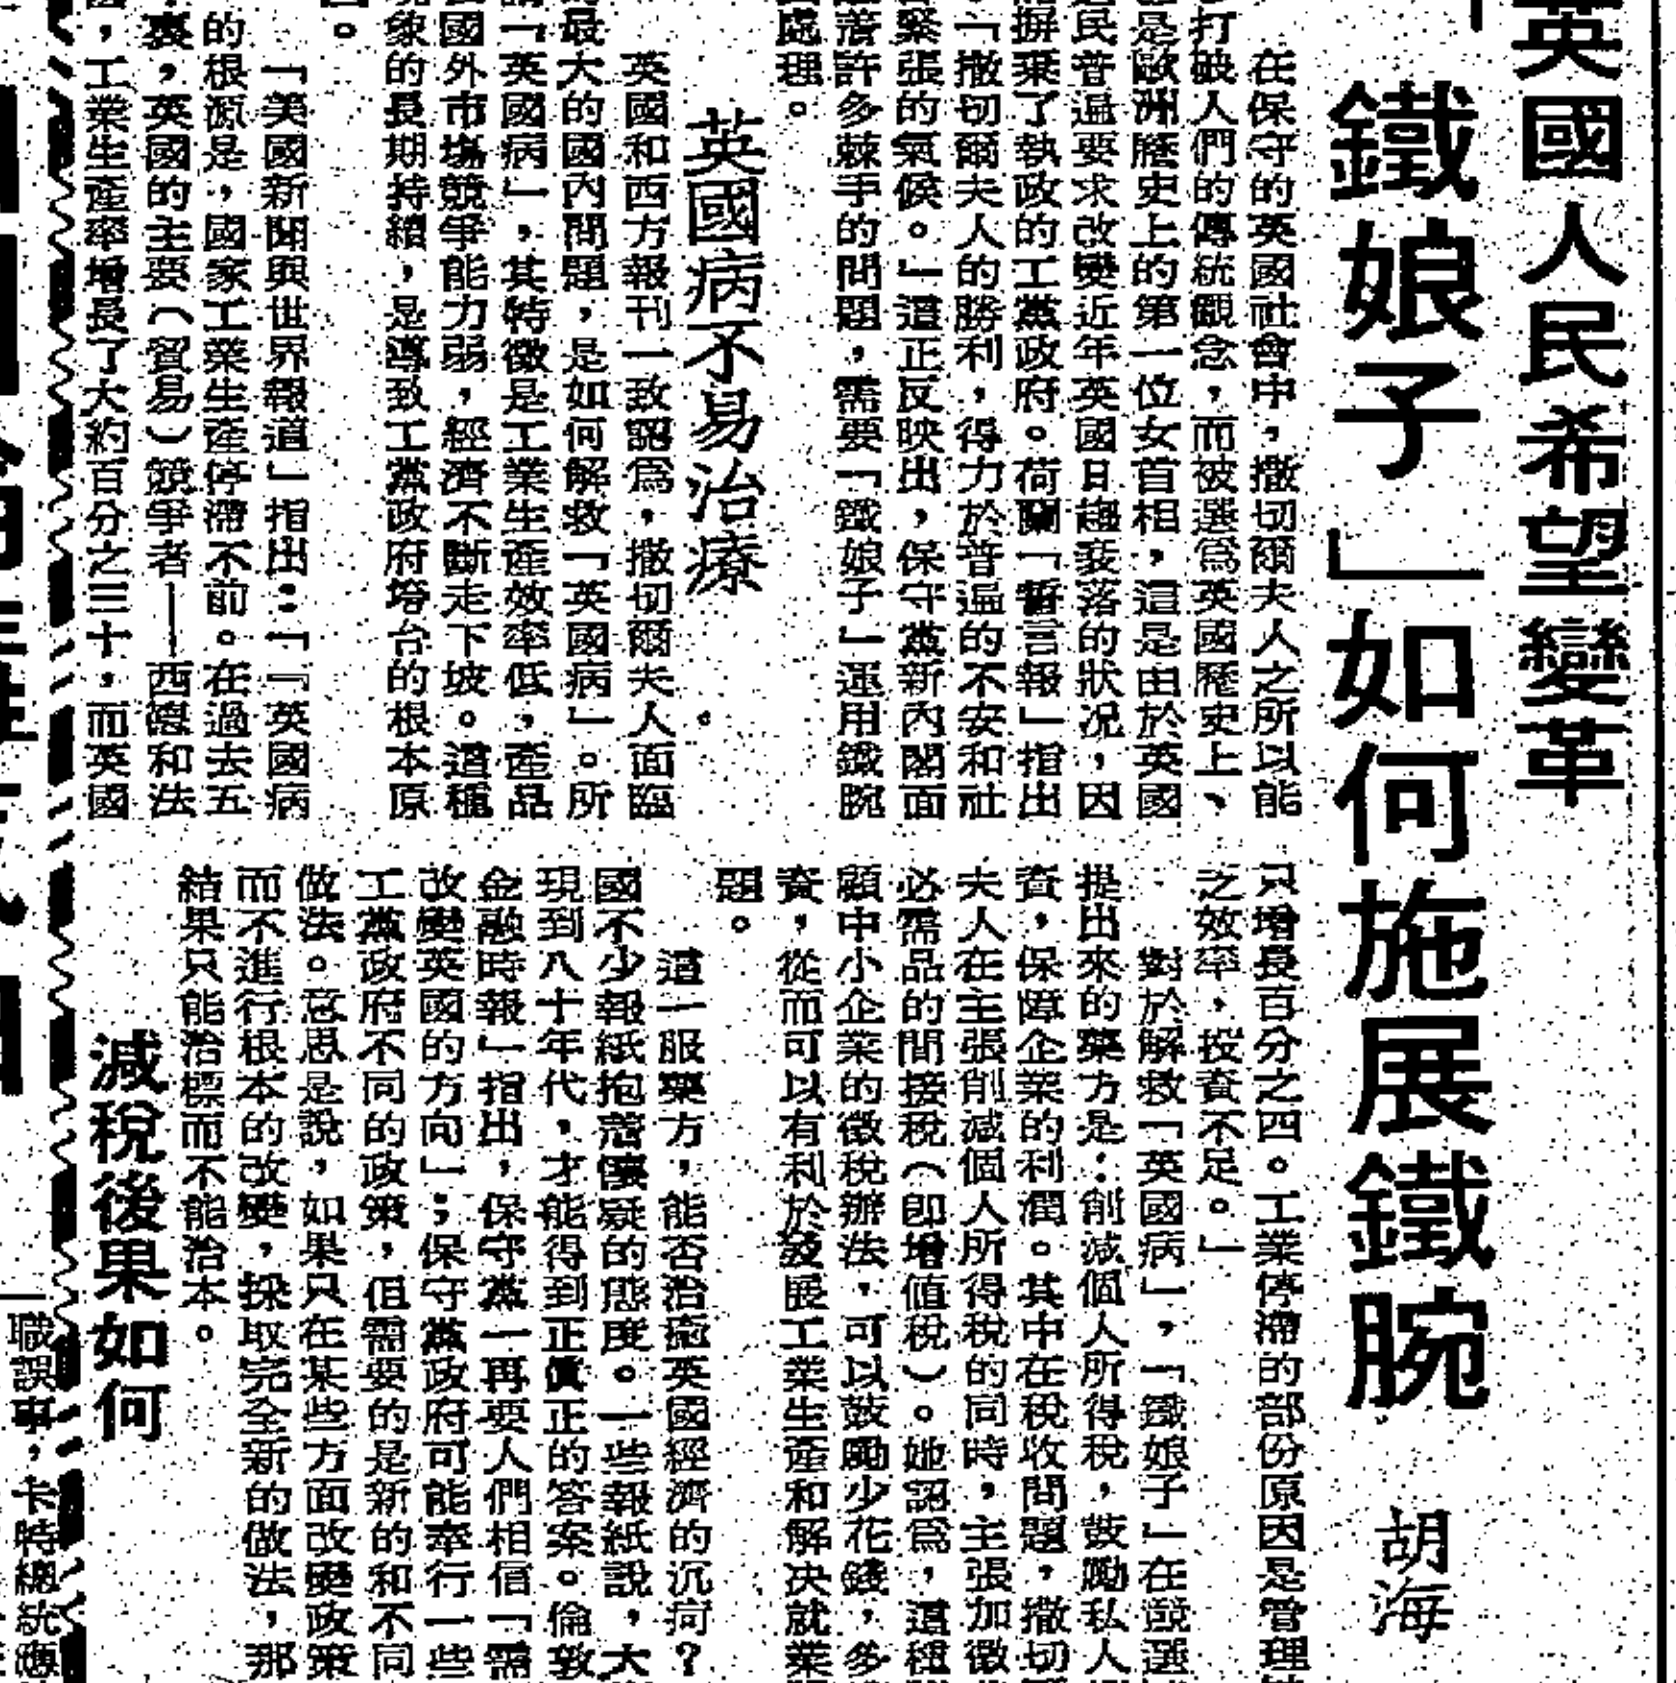 英國人民希望變革
「鐵娘子」如何施展鐵腕
胡海
在保守的英國社會中，撒切爾夫人之所以能
打破人們的傳統觀念，而被選爲英國歷史上、
是歐洲歷史上的第一位女首相，這是由於英國
民普遍要求改變近年英國日趨衰落的狀況，因
摒棄了執政的工黨政府。荷蘭「誓言報」指出
「撒切爾夫人的勝利，得力於普遍的不安和社
緊張的氣候。」這正反映出，保守黨新內閣面
着許多棘手的問題，需要「鐵娘子」運用鐵腕
處理。
英國病不易治療
英國和西方報刊一致認爲，撒切爾夫人面臨
最大的國內問題，是如何解救「英國病」。所
「英國病」，其特徵是工業生產效率低，產品
國外市場競爭能力弱，經濟不斷走下坡。這種
象的長期持續，是導致工黨政府垮台的根本原
。
「美國新聞與世界報道」指出：「『英國病
的根源是，國家工業生產停滯不前。在過去五
裏，英國的主要（貿易）競爭者——西德和法
，工業生產率增長了大約百分之三十，而英國
只增長百分之四。工業停滯的部份原因是管理
之效率，投資不足。」
對於解救「英國病」，「鐵娘子」在競選
提出來的藥方是：削減個人所得稅，鼓勵私人
資，保障企業的利潤。其中在稅收問題，撒切
夫人在主張削減個人所得稅的同時，主張加徵
必需品的間接稅（即增值稅）。她認爲，這種
顧中小企業的徵稅辦法，可以鼓勵少花錢，多
資，從而可以有利於發展工業生產和解決就業
題。
這一服藥方，能否治癒英國經濟的沉疴？
國不少報紙抱着懷疑的態度。一些報紙說，大
現到八十年代，才能得到正真正的答案。倫敦
金融時報」指出，保守黨一再要人們相信「需
改變英國的方向」；保守黨政府可能奉行一些
工黨政府不同的政策，但需要的是新的和不同
做法。意思是說，如果只在某些方面改變政策
而不進行根本的改變，採取完全新的做法，那
結果只能治標而不能治本。
減稅後果如何
職誤事，卡特總統應